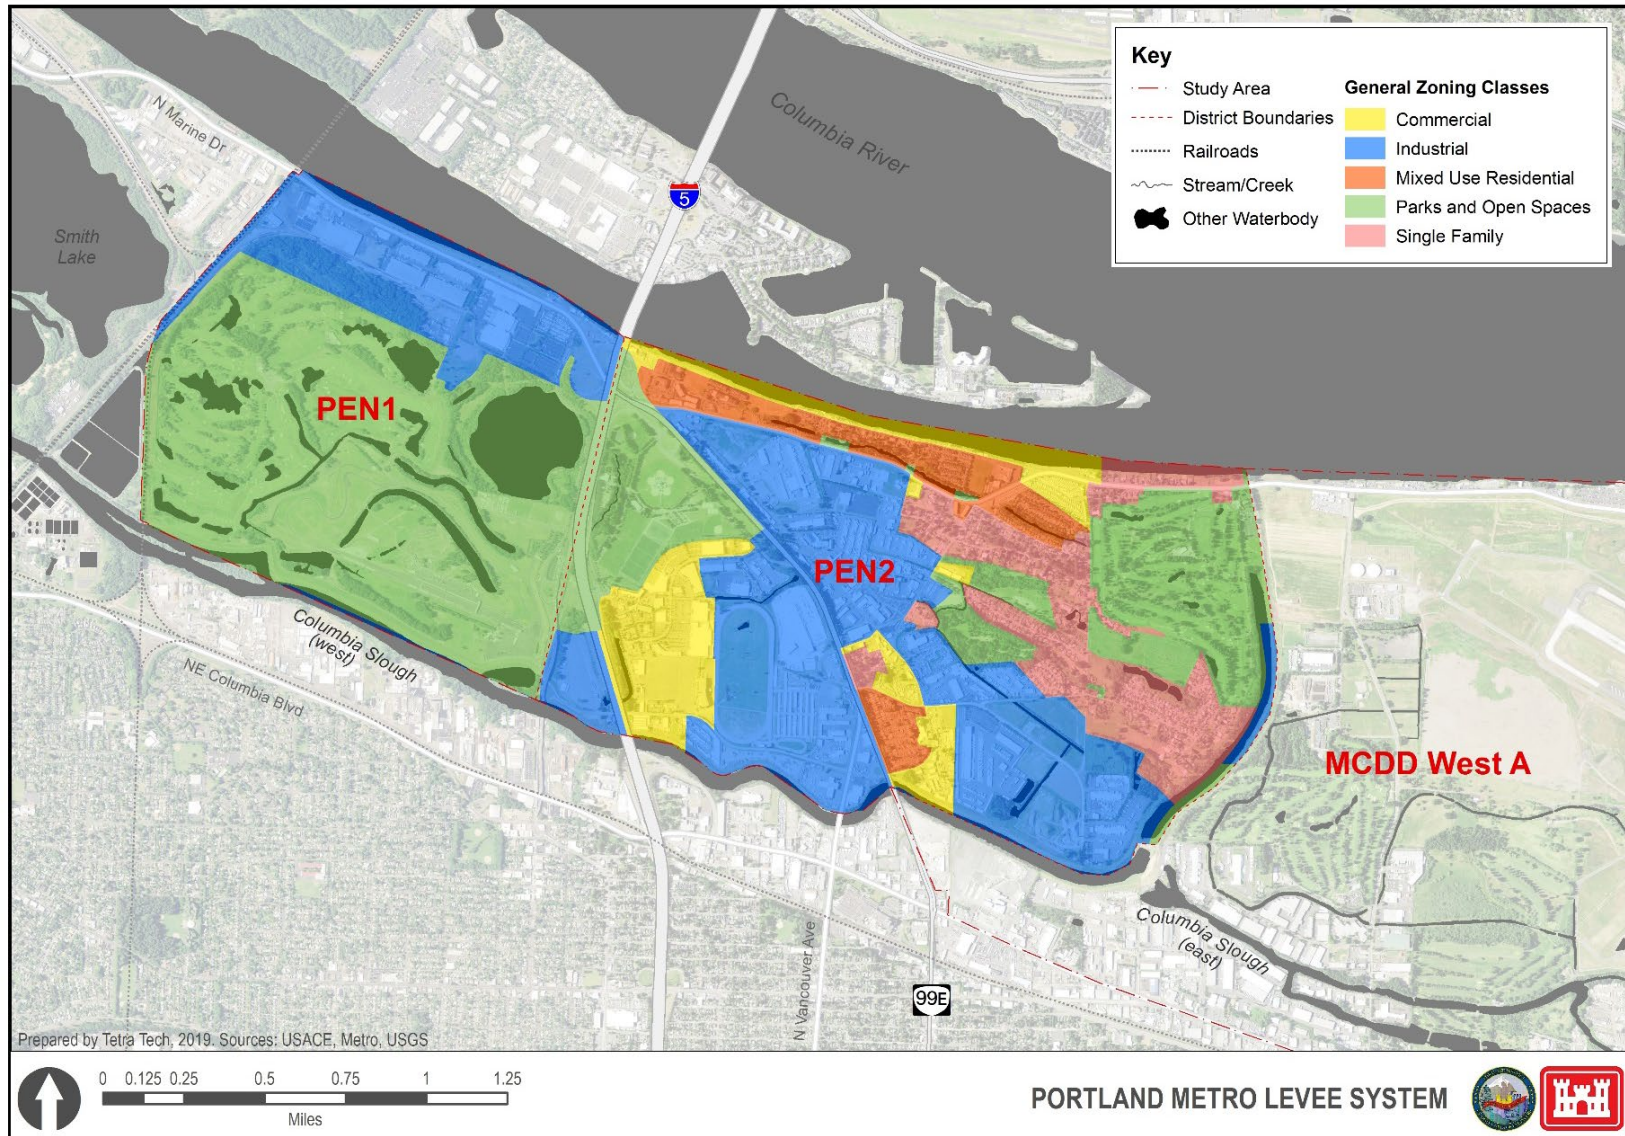 Key
Study Area
District Boundaries
Railroads
Stream/Creek
Other Waterbody
General Zoning Classes
Commercial
Industrial
Mixed Use Residential
Parks and Open Spaces
Single Family
N Marine Dr
Columbia River
5
Smith
Lake
PEN1
PEN2
MCDD West A
Columbia Slough
(west)
NE Columbia Blvd
Columbia Slough
(east)
N Vancouver Ave
99E
Prepared by Tetra Tech, 2019. Sources: USACE, Metro, USGS
0 0.125 0.25 0.5 0.75 1 1.25
Miles
PORTLAND METRO LEVEE SYSTEM